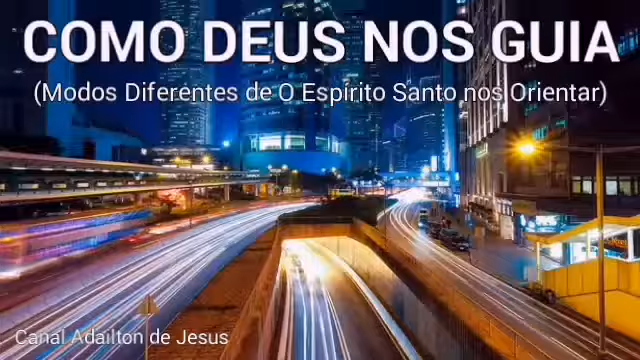 COMO DEUS NOS GUIA
(Modos Diferentes de O Espírito Santo nos Orientar)
Canal Adailton de Jesus